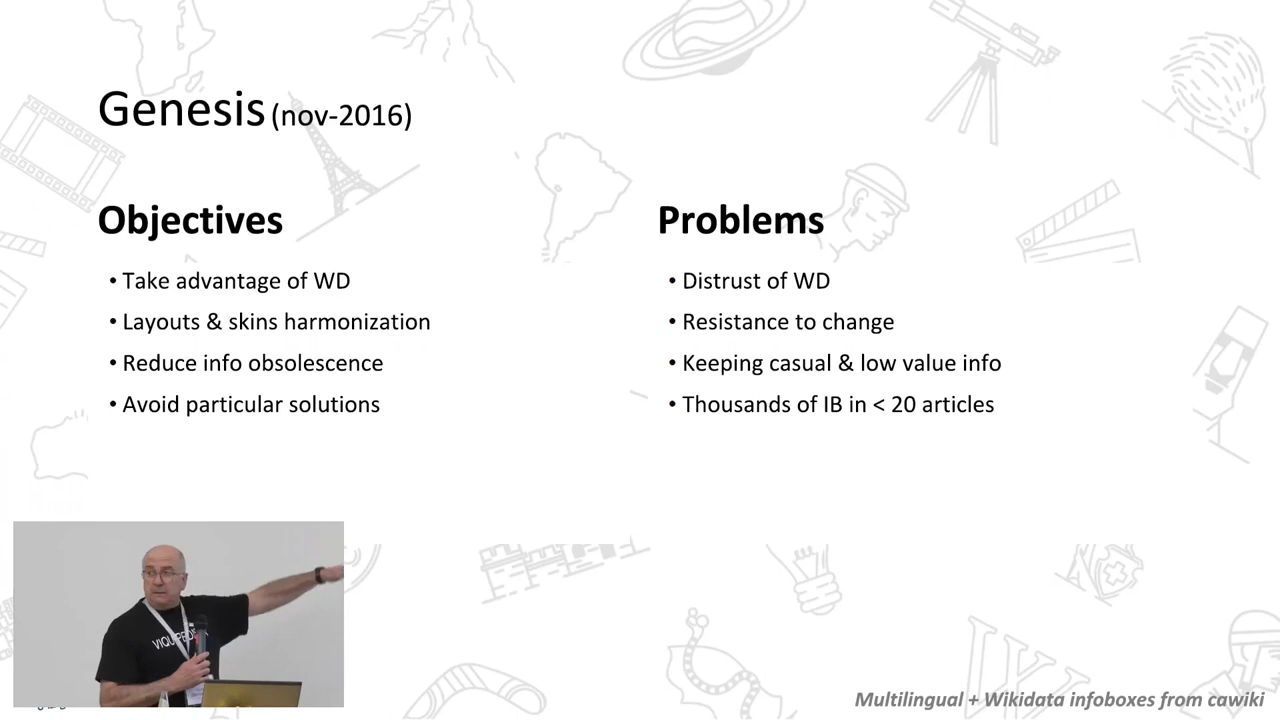 Genesis (nov-2016)
Objectives
• Take advantage of WD
• Layouts & skins harmonization
• Reduce info obsolescence
• Avoid particular solutions
Problems
• Distrust of WD
• Resistance to change
• Keeping casual & low value info
• Thousands of IB in < 20 articles
Multilingual + Wikidata infoboxes from cawiki